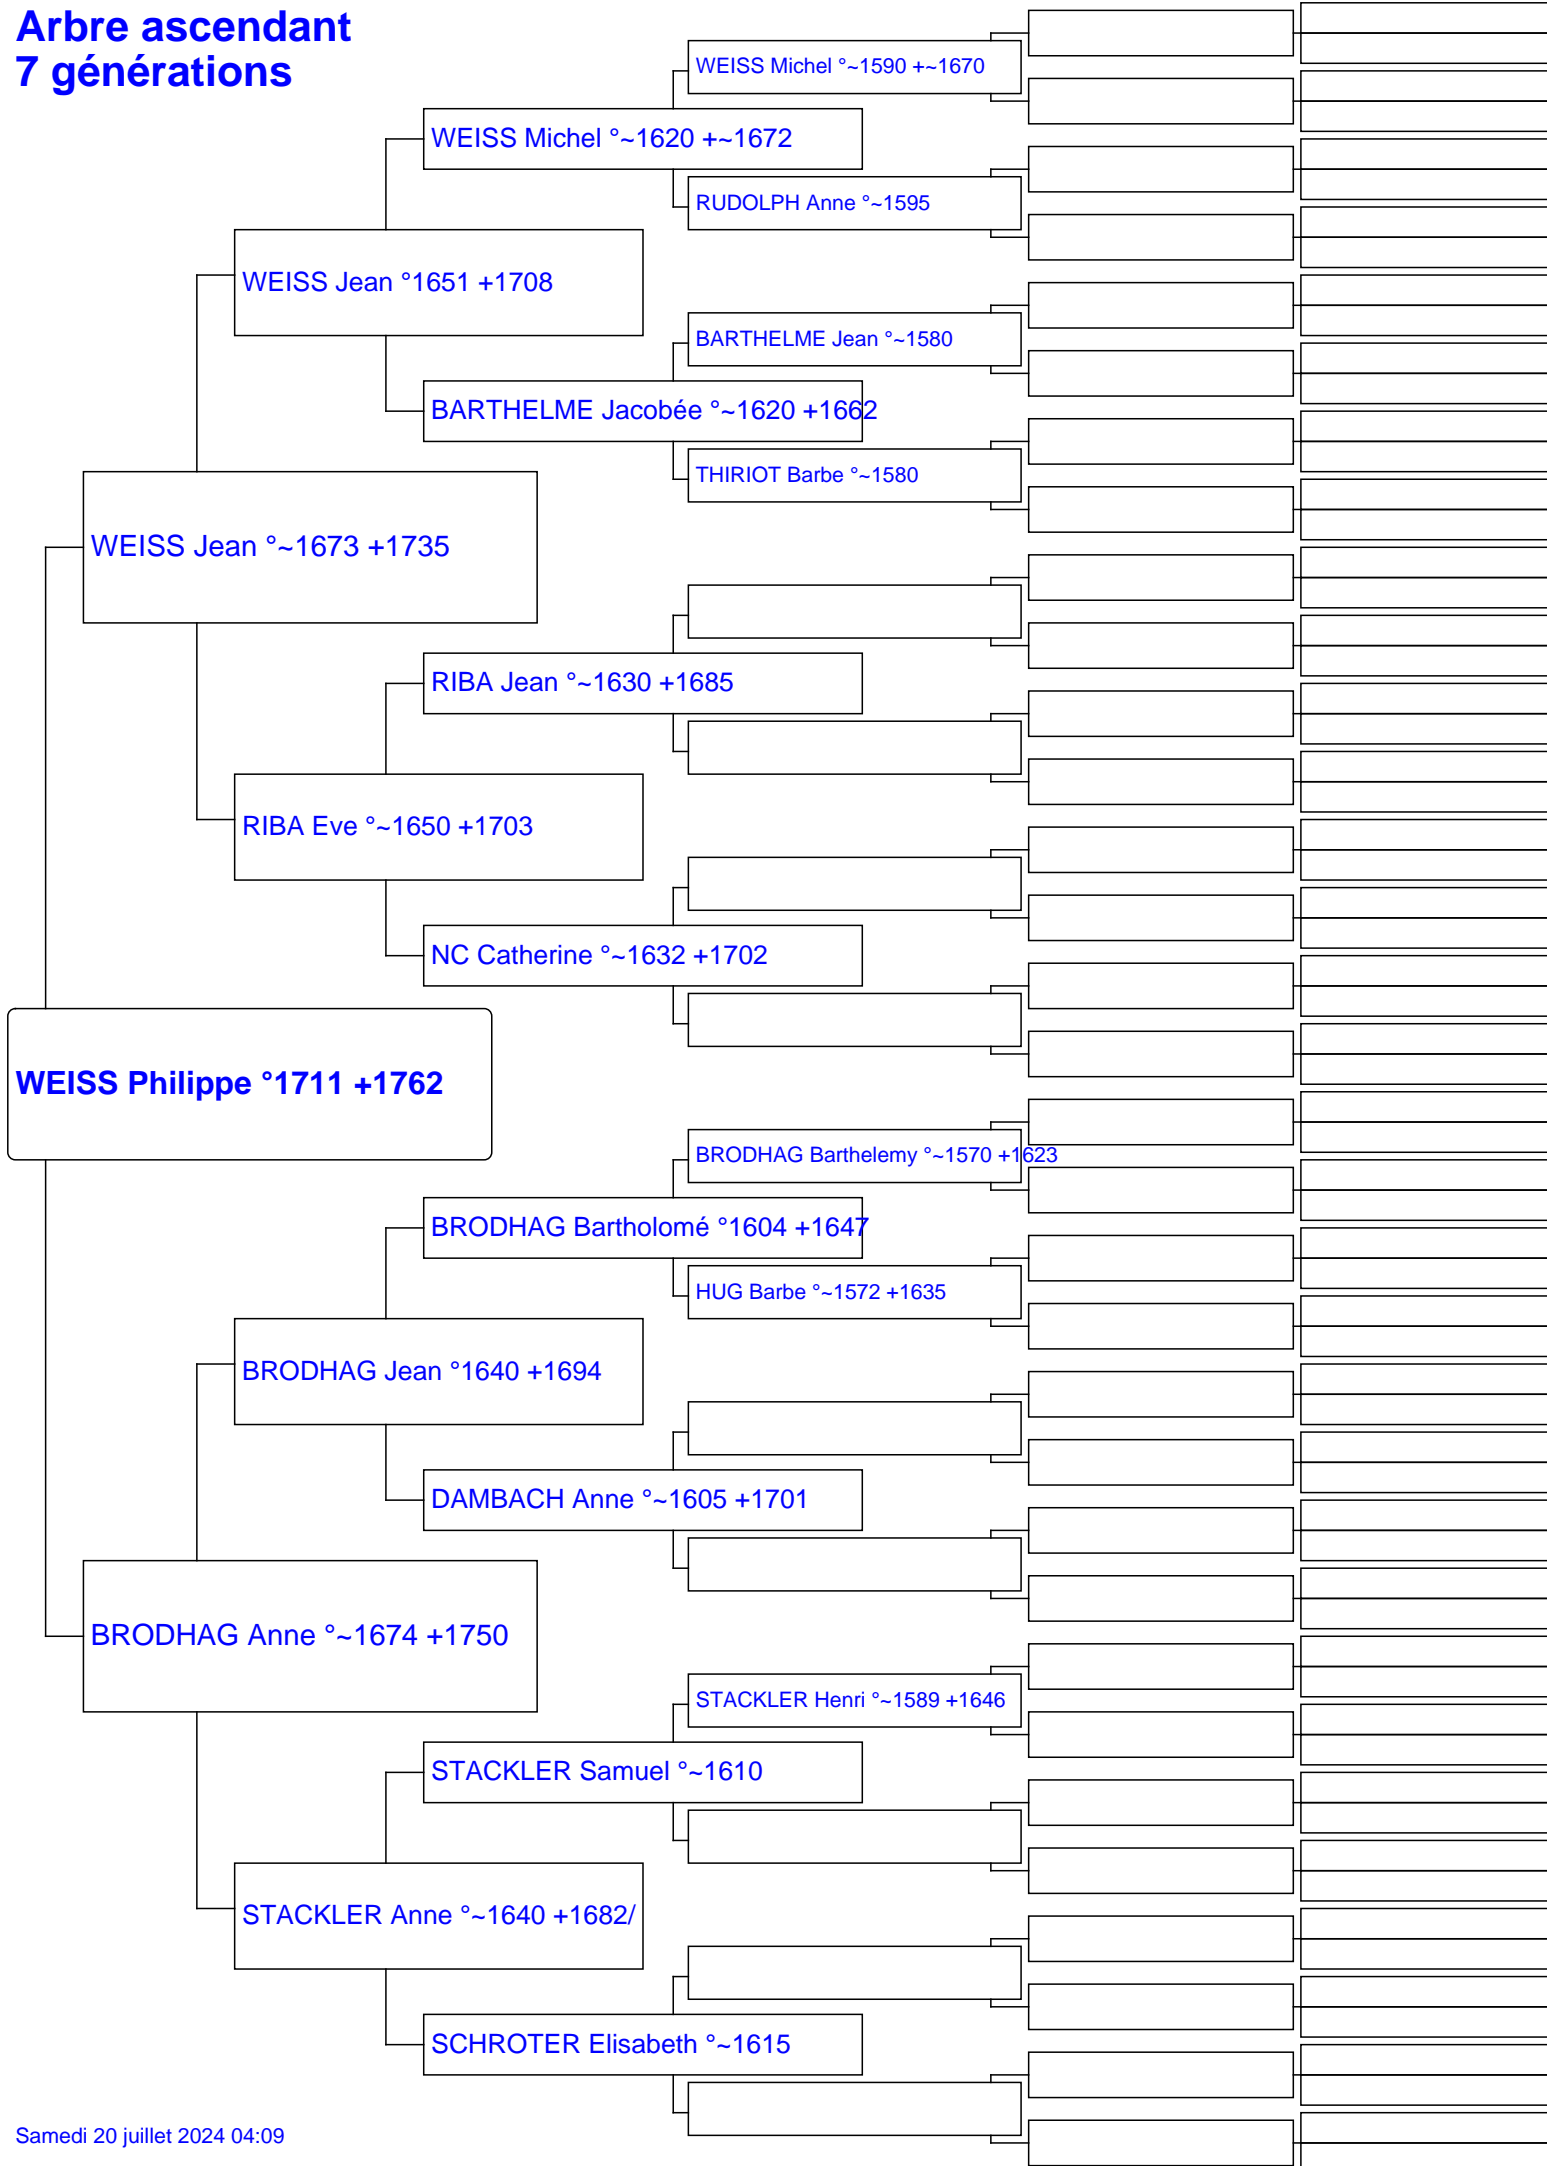 Arbre ascendant
7 générations
WEISS Michel °~1590 +~1670
WEISS Michel °~1620 +~1672
RUDOLPH Anne °~1595
WEISS Jean °1651 +1708
BARTHELME Jean °~1580
BARTHELME Jacobée °~1620 +1662
THIRIOT Barbe °~1580
WEISS Jean °~1673 +1735
RIBA Jean °~1630 +1685
RIBA Eve °~1650 +1703
NC Catherine °~1632 +1702
WEISS Philippe °1711 +1762
BRODHAG Barthelemy °~1570 +1623
BRODHAG Bartholomé °1604 +1647
HUG Barbe °~1572 +1635
BRODHAG Jean °1640 +1694
DAMBACH Anne °~1605 +1701
BRODHAG Anne °~1674 +1750
STACKLER Henri °~1589 +1646
STACKLER Samuel °~1610
STACKLER Anne °~1640 +1682/
SCHROTER Elisabeth °~1615
Samedi 20 juillet 2024 04:09